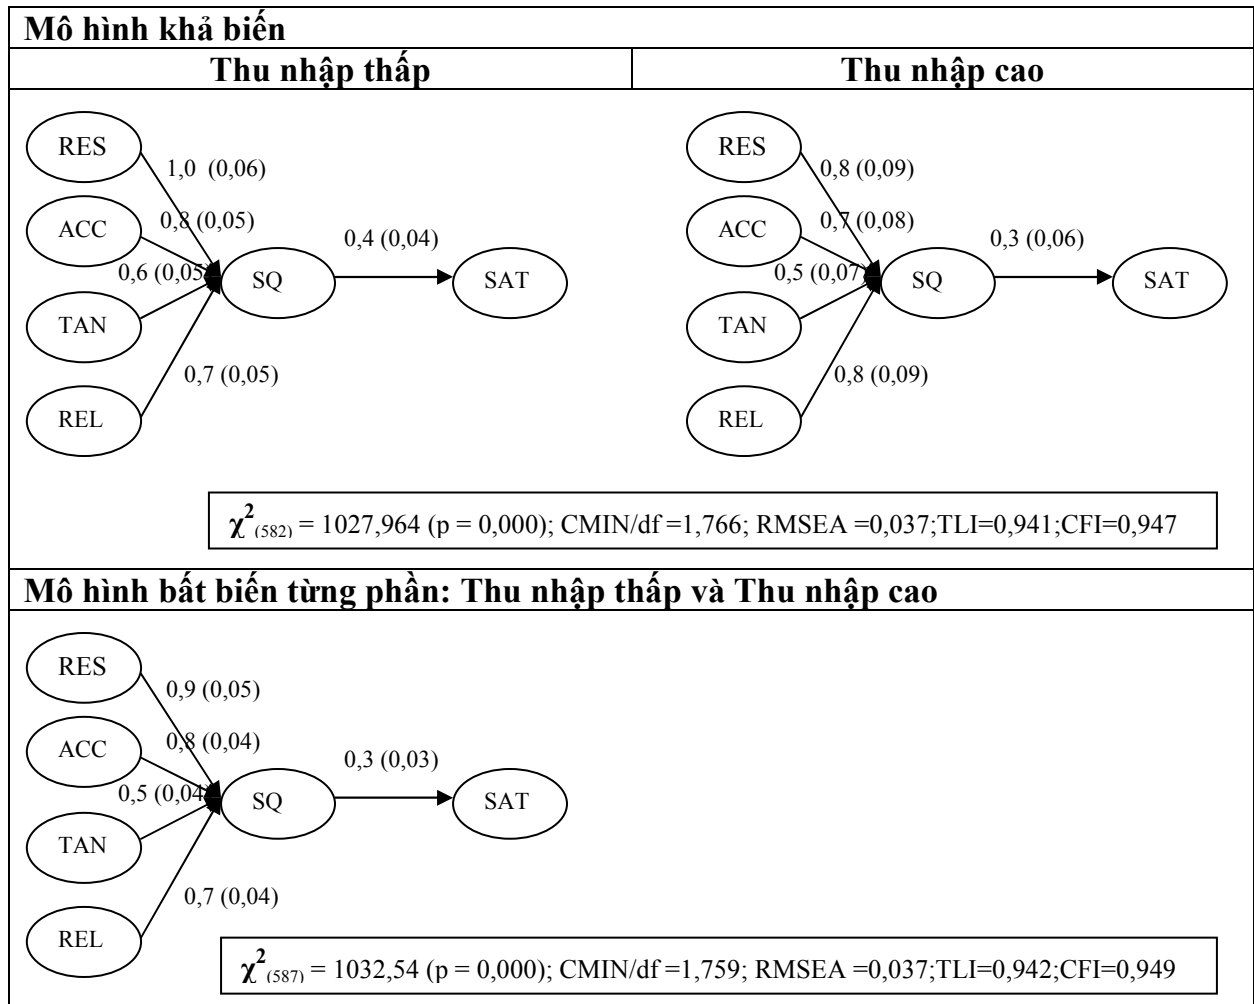 Mô hình khả biến
Thu nhập thấp
Thu nhập cao
RES
1,0 (0,06)
ACC
0,8 (0,05)
0,4 (0,04)
0,6 (0,05)
SQ
SAT
TAN
0,7 (0,05)
REL
RES
0,8 (0,09)
ACC
0,7 (0,08)
0,3 (0,06)
0,5 (0,07)
SQ
SAT
TAN
0,8 (0,09)
REL
χ²₍₅₈₂₎ = 1027,964 (p = 0,000); CMIN/df =1,766; RMSEA =0,037;TLI=0,941;CFI=0,947
Mô hình bất biến từng phần: Thu nhập thấp và Thu nhập cao
RES
0,9 (0,05)
ACC
0,8 (0,04)
0,3 (0,03)
0,5 (0,04)
SQ
SAT
TAN
0,7 (0,04)
REL
χ²₍₅₈₇₎ = 1032,54 (p = 0,000); CMIN/df =1,759; RMSEA =0,037;TLI=0,942;CFI=0,949